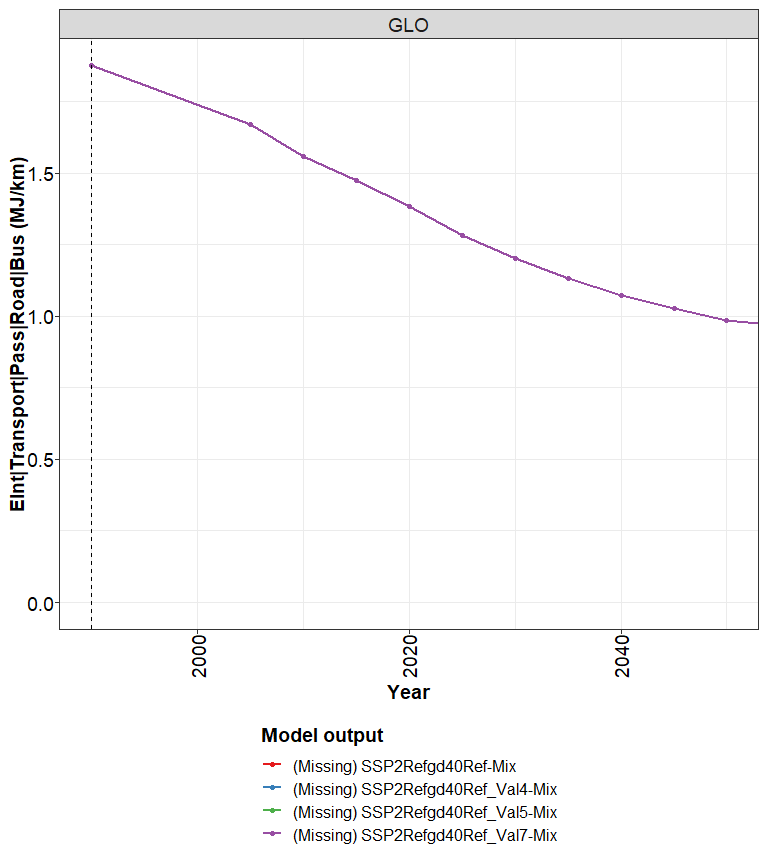 GLO
EInt|Transport|Pass|Road|Bus (MJ/km)
1.5
1.0
0.5
0.0
2000
2020
2040
Year
Model output
(Missing) SSP2Refgd40Ref-Mix
(Missing) SSP2Refgd40Ref_Val4-Mix
(Missing) SSP2Refgd40Ref_Val5-Mix
(Missing) SSP2Refgd40Ref_Val7-Mix